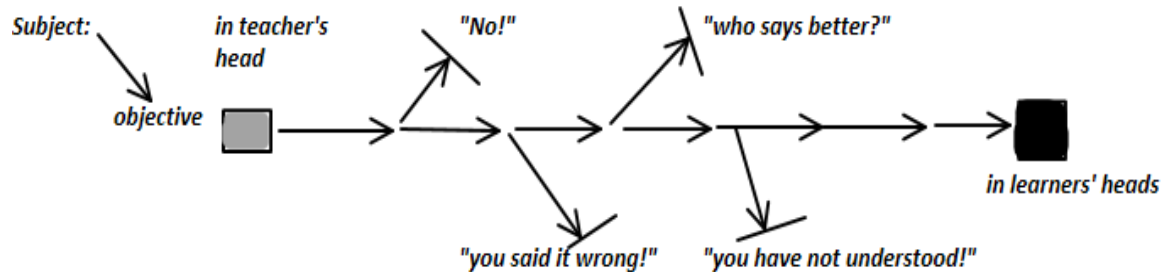 Subject:
in teacher's
head
"No!"
"who says better?"
objective
in learners' heads
"you said it wrong!"
"you have not understood!"